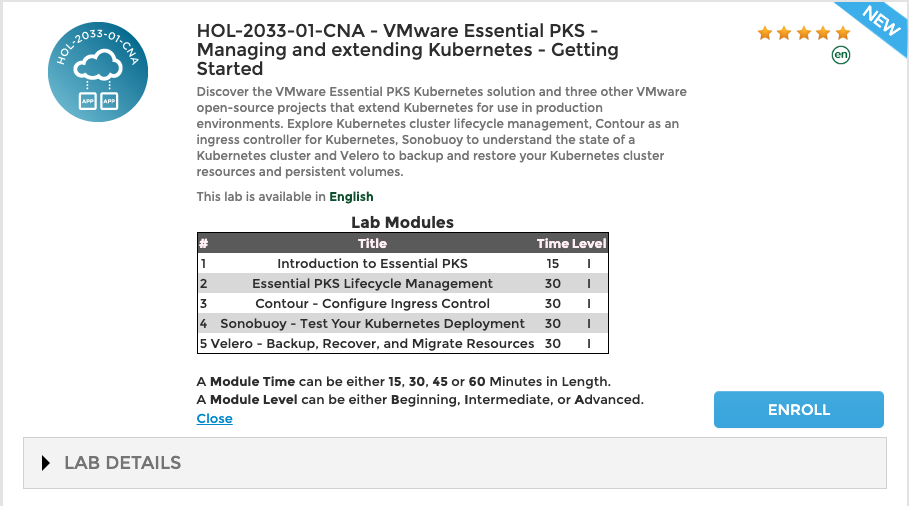 HOL-2033-01-CNA
APP APP
HOL-2033-01-CNA - VMware Essential PKS -
Managing and extending Kubernetes - Getting
Started
NEW
en
Discover the VMware Essential PKS Kubernetes solution and three other VMware
open-source projects that extend Kubernetes for use in production
environments. Explore Kubernetes cluster lifecycle management, Contour as an
ingress controller for Kubernetes, Sonobuoy to understand the state of a
Kubernetes cluster and Velero to backup and restore your Kubernetes cluster
resources and persistent volumes.
This lab is available in English
Lab Modules
# Title Time Level
1 Introduction to Essential PKS 15 I
2 Essential PKS Lifecycle Management 30 I
3 Contour - Configure Ingress Control 30 I
4 Sonobuoy - Test Your Kubernetes Deployment 30 I
5 Velero - Backup, Recover, and Migrate Resources 30 I
A Module Time can be either 15, 30, 45 or 60 Minutes in Length.
A Module Level can be either Beginning, Intermediate, or Advanced.
Close
ENROLL
LAB DETAILS